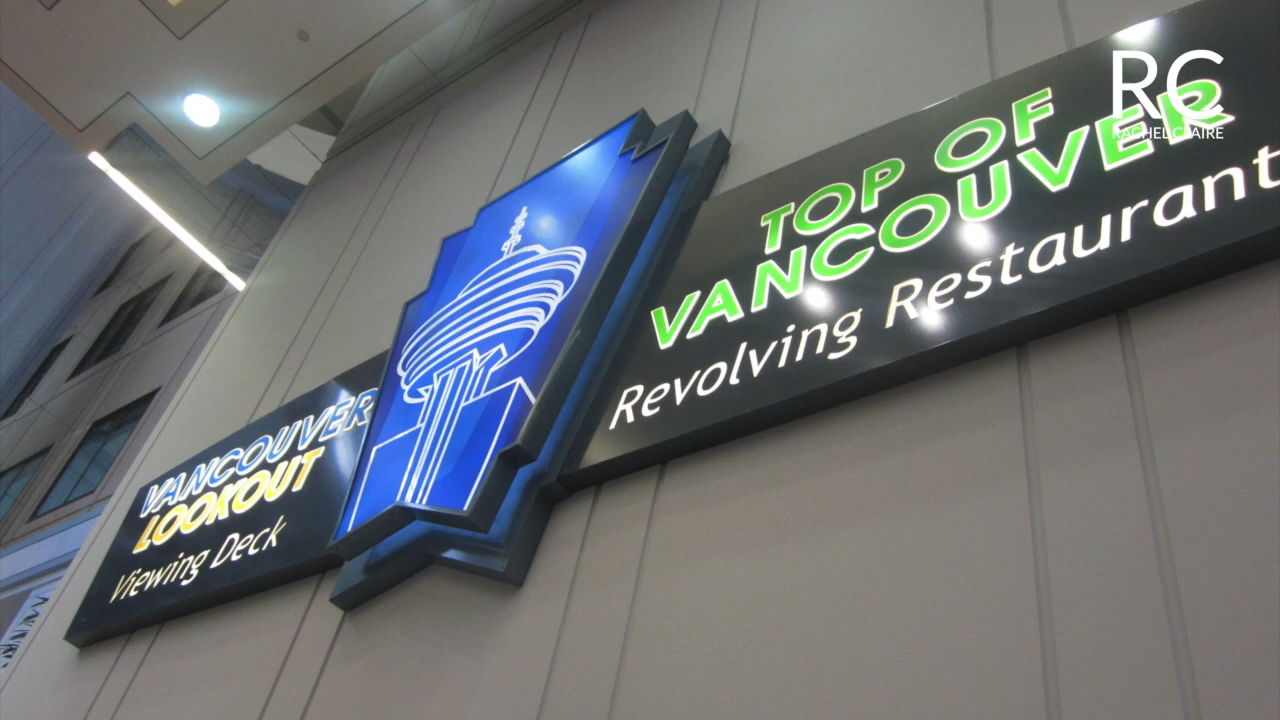 VANCOUVER
LOOKOUT
Viewing Deck
TOP OF
VANCOUVER
Revolving Restaurant
RC
RACHEL CLAIRE